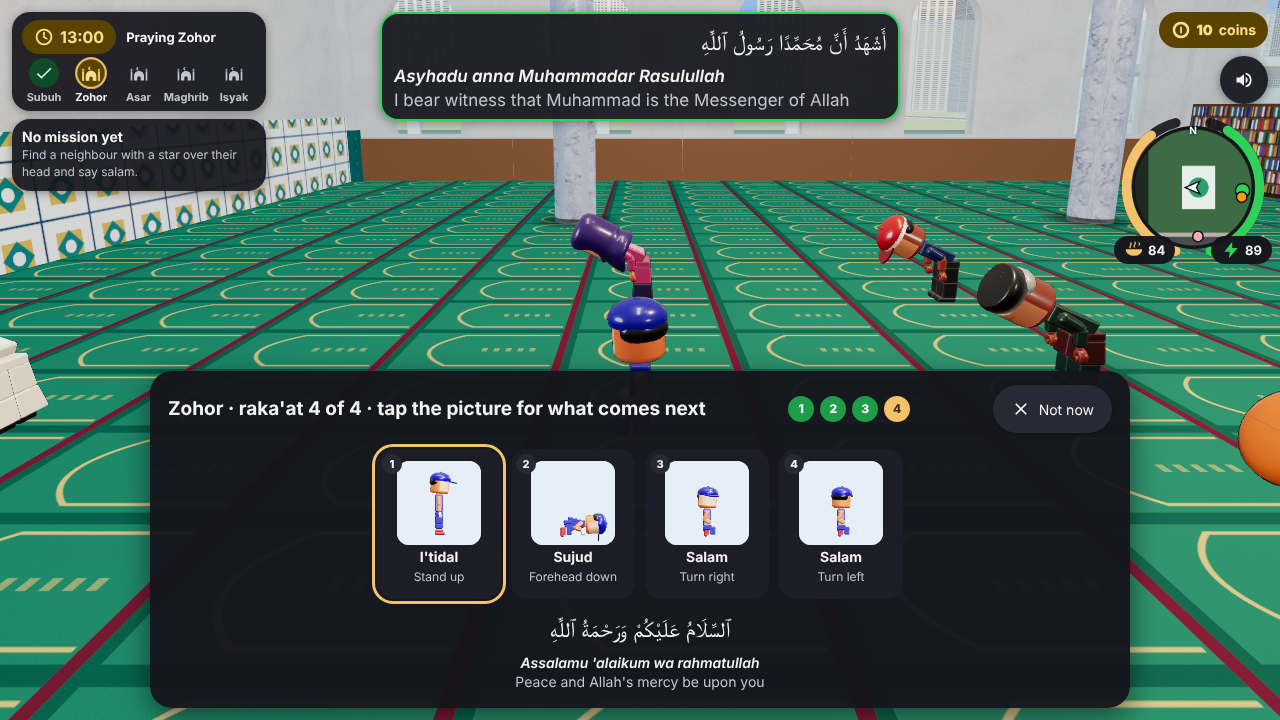 13:00
Praying Zohor
Subuh
Zohor
Asar
Maghrib
Isyak
No mission yet
Find a neighbour with a star over their
head and say salam.
أَشْهَدُ أَنَّ مُحَمَّدًا رَسُولُ ٱللَّهِ
Asyhadu anna Muhammadar Rasulullah
I bear witness that Muhammad is the Messenger of Allah
10 coins
N
84
89
Zohor · raka'at 4 of 4 · tap the picture for what comes next
1
2
3
4
Not now
1
I'tidal
Stand up
2
Sujud
Forehead down
3
Salam
Turn right
4
Salam
Turn left
ٱلسَّلَامُ عَلَيْكُمْ وَرَحْمَةُ ٱللَّهِ
Assalamu 'alaikum wa rahmatullah
Peace and Allah's mercy be upon you